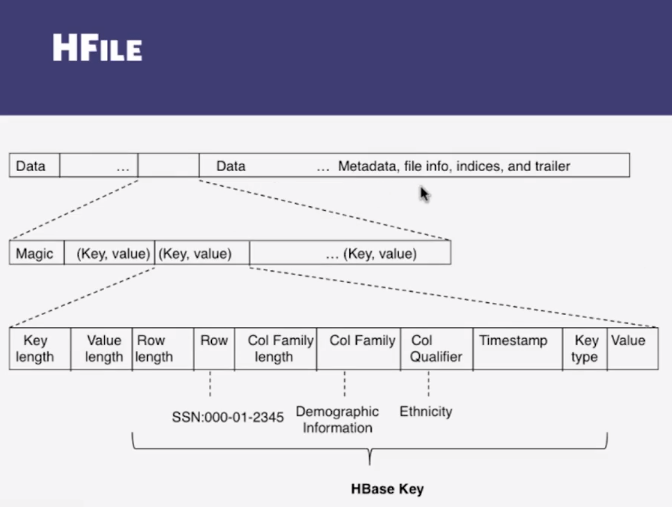 HFILE
Data ... Data ... Metadata, file info, indices, and trailer
Magic (Key, value) (Key, value) ... (Key, value)
Key length Value length Row length Row Col Family length Col Family Col Qualifier Timestamp Key type Value
SSN:000-01-2345 Demographic Information Ethnicity
HBase Key